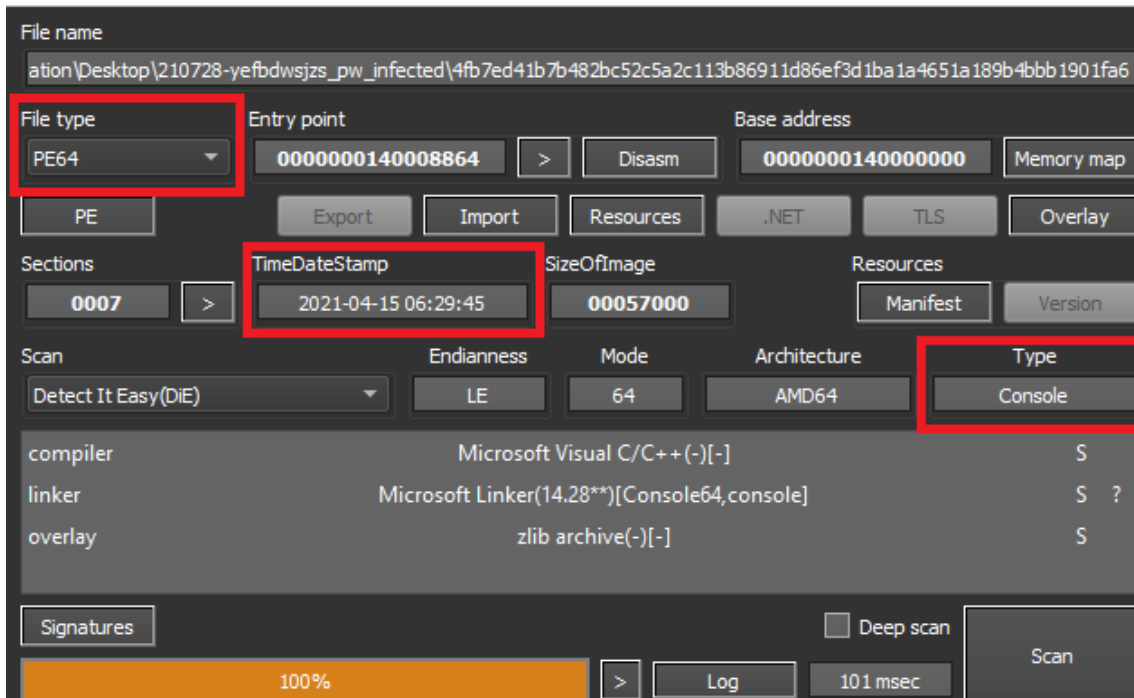 File name
ation\Desktop\210728-yefbdwsjzs_pw_infected\4fb7ed41b7b482bc52c5a2c113b86911d86ef3d1ba1a4651a189b4bbb1901fa6
File type Entry point Base address
PE64 0000000140008864 > Disasm 0000000140000000 Memory map
PE Export Import Resources .NET TLS Overlay
Sections TimeDateStamp SizeOfImage Resources
0007 > 2021-04-15 06:29:45 00057000 Manifest Version
Scan Endianness Mode Architecture Type
Detect It Easy(DiE) LE 64 AMD64 Console
compiler Microsoft Visual C/C++(-)[-] S
linker Microsoft Linker(14.28**)[Console64,console] S ?
overlay zlib archive(-)[-] S
Signatures Deep scan
Scan
100% > Log 101 msec